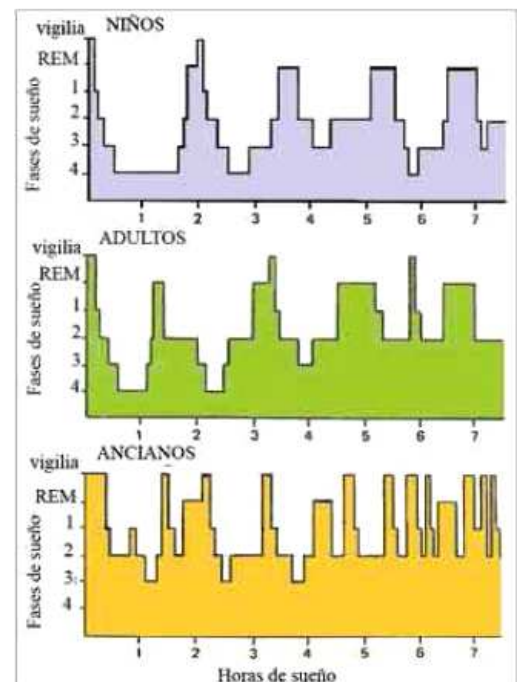 NIÑOS
vigilia
REM
1
2
3
4
Fases de sueño
1 2 3 4 5 6 7
ADULTOS
vigilia
REM
1
2
3
4
Fases de sueño
1 2 3 4 5 6 7
ANCIANOS
vigilia
REM
1
2
3
4
Fases de sueño
1 2 3 4 5 6 7
Horas de sueño